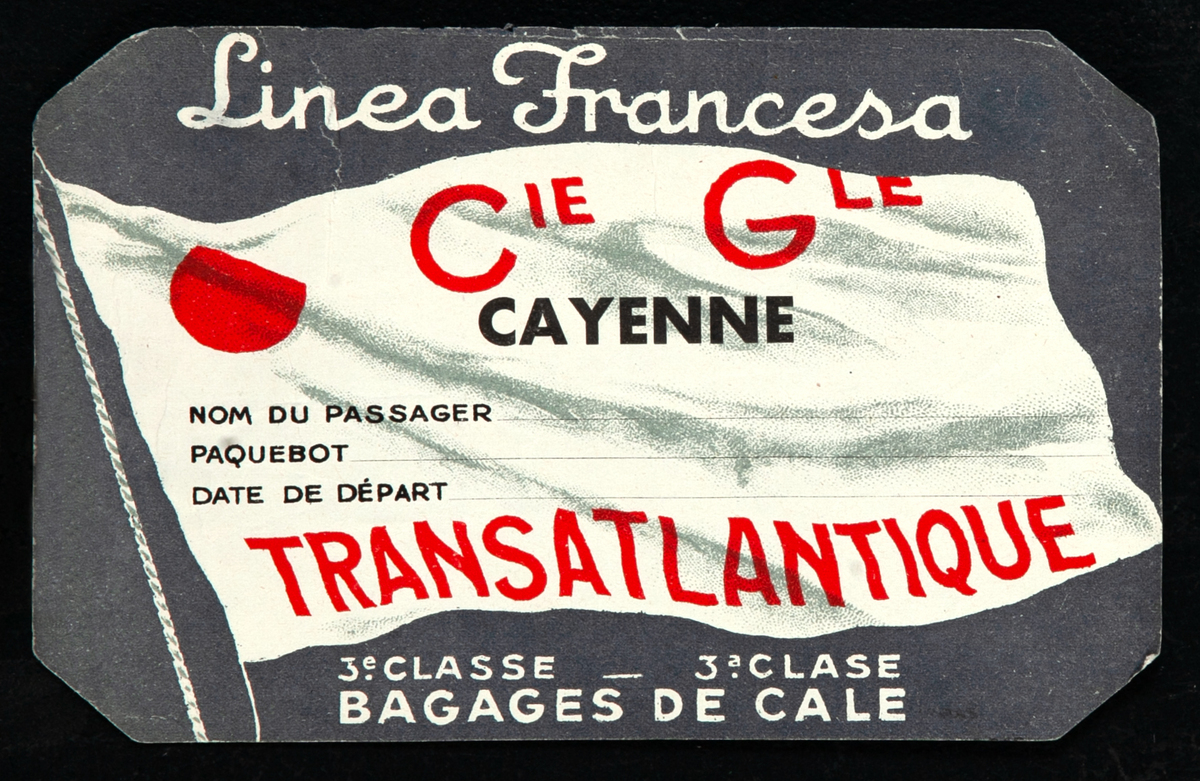 Linea Francesa
CIE GLE
CAYENNE
NOM DU PASSAGER
PAQUEBOT
DATE DE DÉPART
TRANSATLANTIQUE
3e. CLASSE — 3a. CLASE
BAGAGES DE CALE